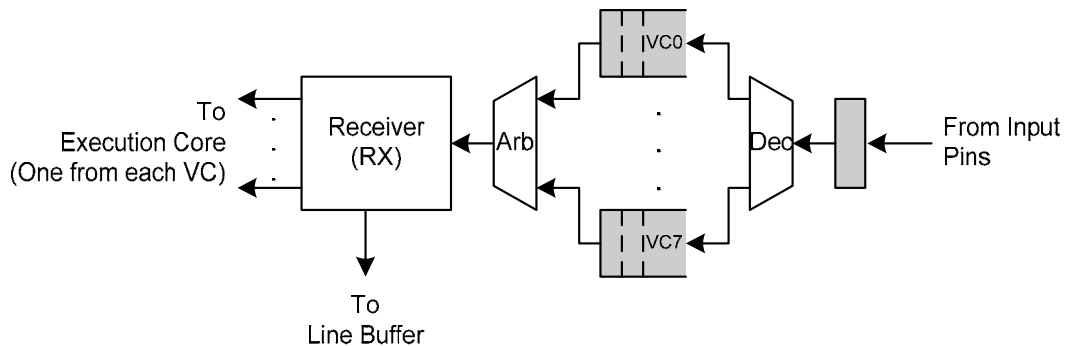 To
Execution Core
(One from each VC)
Receiver
(RX)
To
Line Buffer
Arb
VC0
VC7
Dec
From Input
Pins